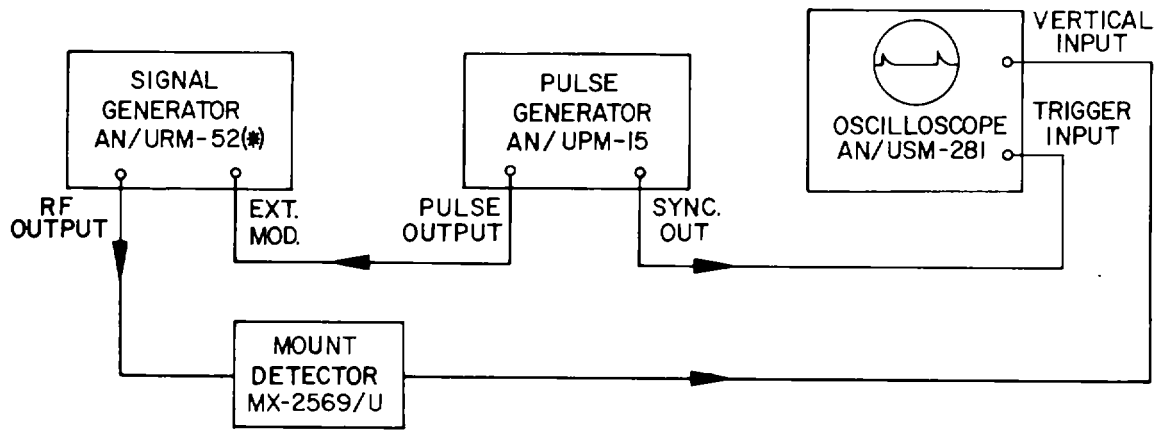 SIGNAL
GENERATOR
AN/URM-52(*)
RF
OUTPUT
EXT.
MOD.
PULSE
GENERATOR
AN/UPM-15
PULSE
OUTPUT
SYNC.
OUT
OSCILLOSCOPE
AN/USM-281
VERTICAL
INPUT
TRIGGER
INPUT
MOUNT
DETECTOR
MX-2569/U